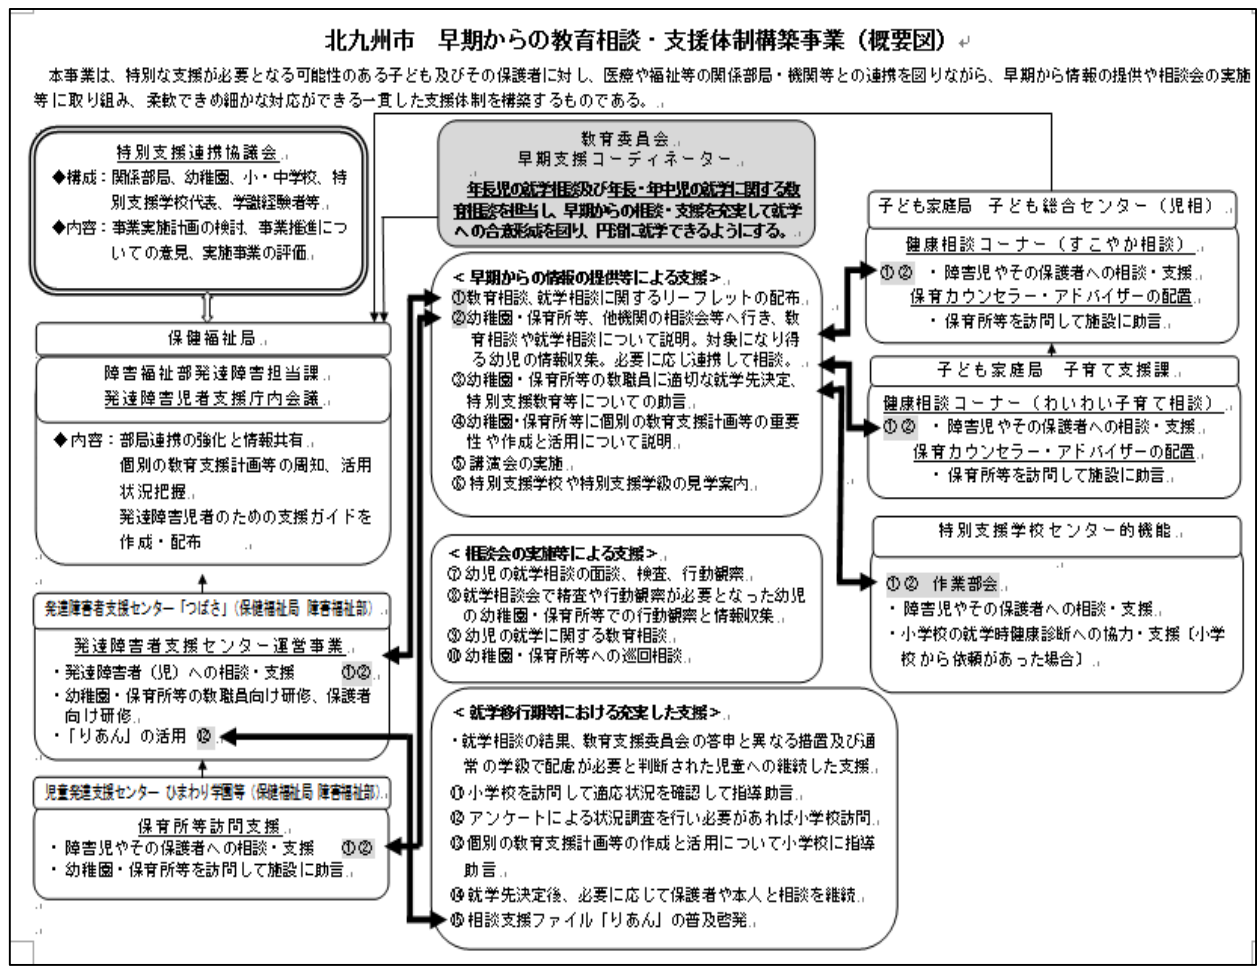 北九州市　早期からの教育相談・支援体制構築事業（概要図）
本事業は、特別な支援が必要となる可能性のある子ども及びその保護者に対し、医療や福祉等の関係部局・機関等との連携を図りながら、早期から情報の提供や相談会の実施
等に取り組み、柔軟できめ細かな対応ができる一貫した支援体制を構築するものである。
特別支援連携協議会
◆構成：関係部局、幼稚園、小・中学校、特
別支援学校代表、学識経験者等
◆内容：事業実施計画の検討、事業推進につ
いての意見、実施事業の評価
保健福祉局
障害福祉部発達障害担当課
発達障害児者支援庁内会議
◆内容：部局連携の強化と情報共有
個別の教育支援計画等の周知、活用
状況把握
発達障害児者のための支援ガイドを
作成・配布
発達障害者支援センター「つばさ」（保健福祉局 障害福祉部）
発達障害者支援センター運営事業
・発達障害者（児）への相談・支援　①②
・幼稚園・保育所等の教職員向け研修、保護者
向け研修
・「りあん」の活用 ⑫
児童発達支援センター ひまわり学園等（保健福祉局 障害福祉部）
保育所等訪問支援
・障害児やその保護者への相談・支援　①②
・幼稚園・保育所等を訪問して施設に助言
教育委員会
早期支援コーディネーター
年長児の就学相談及び年長・年中児の就学に関する教
育相談を担当し、早期からの相談・支援を充実して就学
への合意形成を図り、円滑に就学できるようにする。
＜早期からの情報の提供等による支援＞
①教育相談、就学相談に関するリーフレットの配布
②幼稚園・保育所等、他機関の相談会等へ行き、教
育相談や就学相談について説明。対象になり得
る幼児の情報収集。必要に応じ連携して相談。
③幼稚園・保育所等の教職員に適切な就学先決定、
特別支援教育等についての助言
④幼稚園・保育所等に個別の教育支援計画等の重要
性や作成と活用について説明
⑤講演会の実施
⑥特別支援学校や特別支援学級の見学案内
＜相談会の実施等による支援＞
⑦幼児の就学相談の面談、検査、行動観察
⑧就学相談会で精査や行動観察が必要となった幼児
の幼稚園・保育所等での行動観察と情報収集
⑨幼児の就学に関する教育相談
⑩幼稚園・保育所等への巡回相談
＜就学移行期等における充実した支援＞
・就学相談の結果、教育支援委員会の答申と異なる措置及び通
常の学級で配慮が必要と判断された児童への継続した支援
⑪小学校を訪問して適応状況を確認して指導助言
⑫アンケートによる状況調査を行い必要があれば小学校訪問
⑬個別の教育支援計画等の作成と活用について小学校に指導
助言
⑭就学先決定後、必要に応じて保護者や本人と相談を継続
⑮相談支援ファイル「りあん」の普及啓発
子ども家庭局　子ども総合センター（児相）
健康相談コーナー（すこやか相談）
①②　・障害児やその保護者への相談・支援
保育カウンセラー・アドバイザーの配置
・保育所等を訪問して施設に助言
子ども家庭局　子育て支援課
健康相談コーナー（わいわい子育て相談）
①②　・障害児やその保護者への相談・支援
保育カウンセラー・アドバイザーの配置
・保育所等を訪問して施設に助言
特別支援学校センター的機能
①②　作業部会
・障害児やその保護者への相談・支援
・小学校の就学時健康診断への協力・支援〔小学
校から依頼があった場合〕